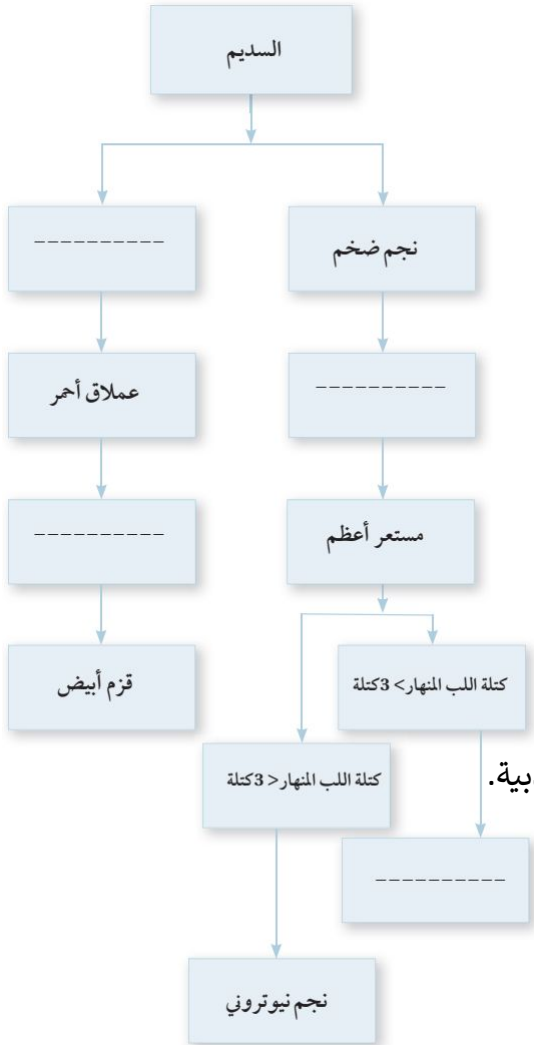 السديم
نجم ضخم
----------
----------
عملاق أحمر
مستعر أعظم
----------
كتلة اللب المنهار> 3كتلة
قزم أبيض
كتلة اللب المنهار< 3كتلة
بية.
----------
نجم نيوتروني